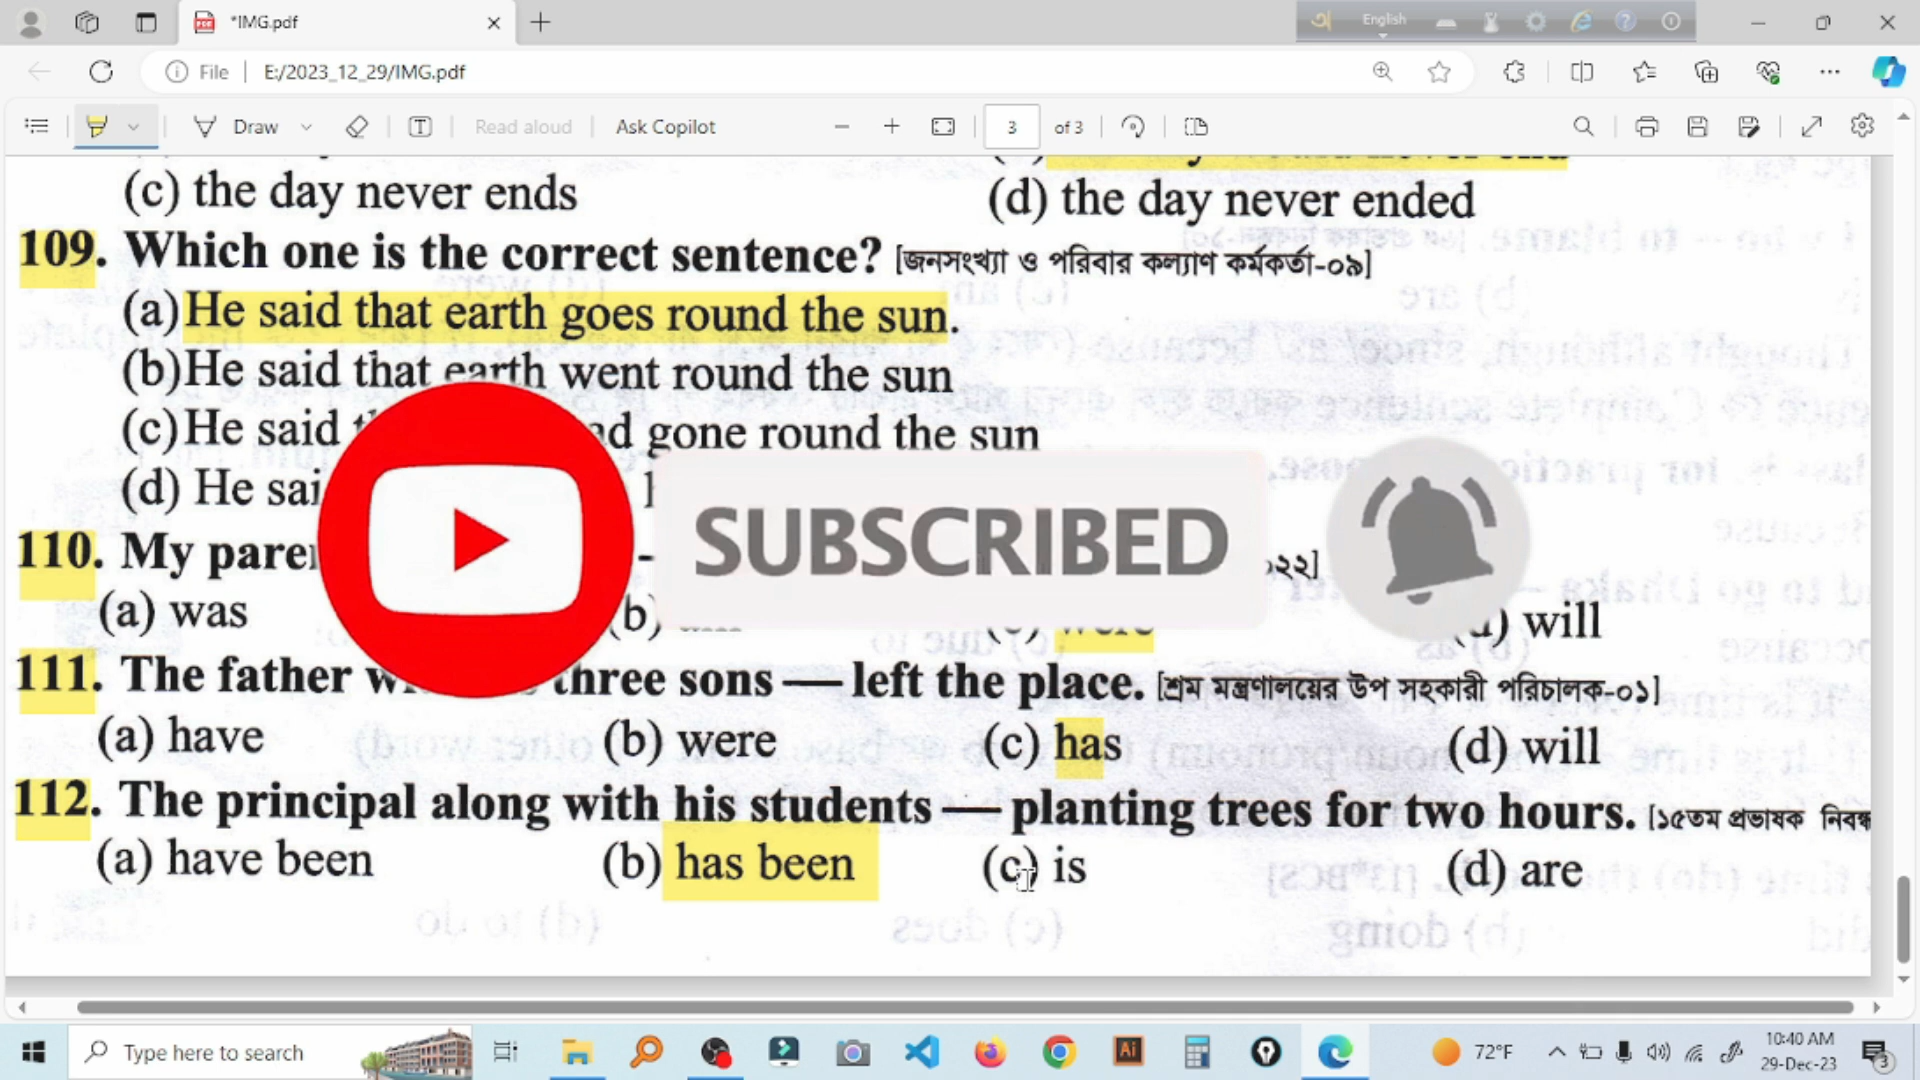 *IMG.pdf
English
File
E:/2023_12_29/IMG.pdf
Draw
Read aloud
Ask Copilot
3
of 3
(c) the day never ends
(d) the day never ended
109. Which one is the correct sentence? [জনসংখ্যা ও পরিবার কল্যাণ কর্মকর্তা-০৯]
(a) He said that earth goes round the sun.
(b) He said that earth went round the sun
(c) He said gone round the sun
(d) He
SUBSCRIBED
110. My
(a) was
(b)
(c) were
will
111. The father three sons — left the place. [শ্রম মন্ত্রণালয়ের উপ সহকারী পরিচালক-০১]
(a) have
(b) were
(c) has
(d) will
112. The principal along with his students — planting trees for two hours. [১৫তম প্রভাষক
(a) have been
(b) has been
(c) is
(d) are
Type here to search
Ai
72°F
10:40 AM
29-Dec-23
3